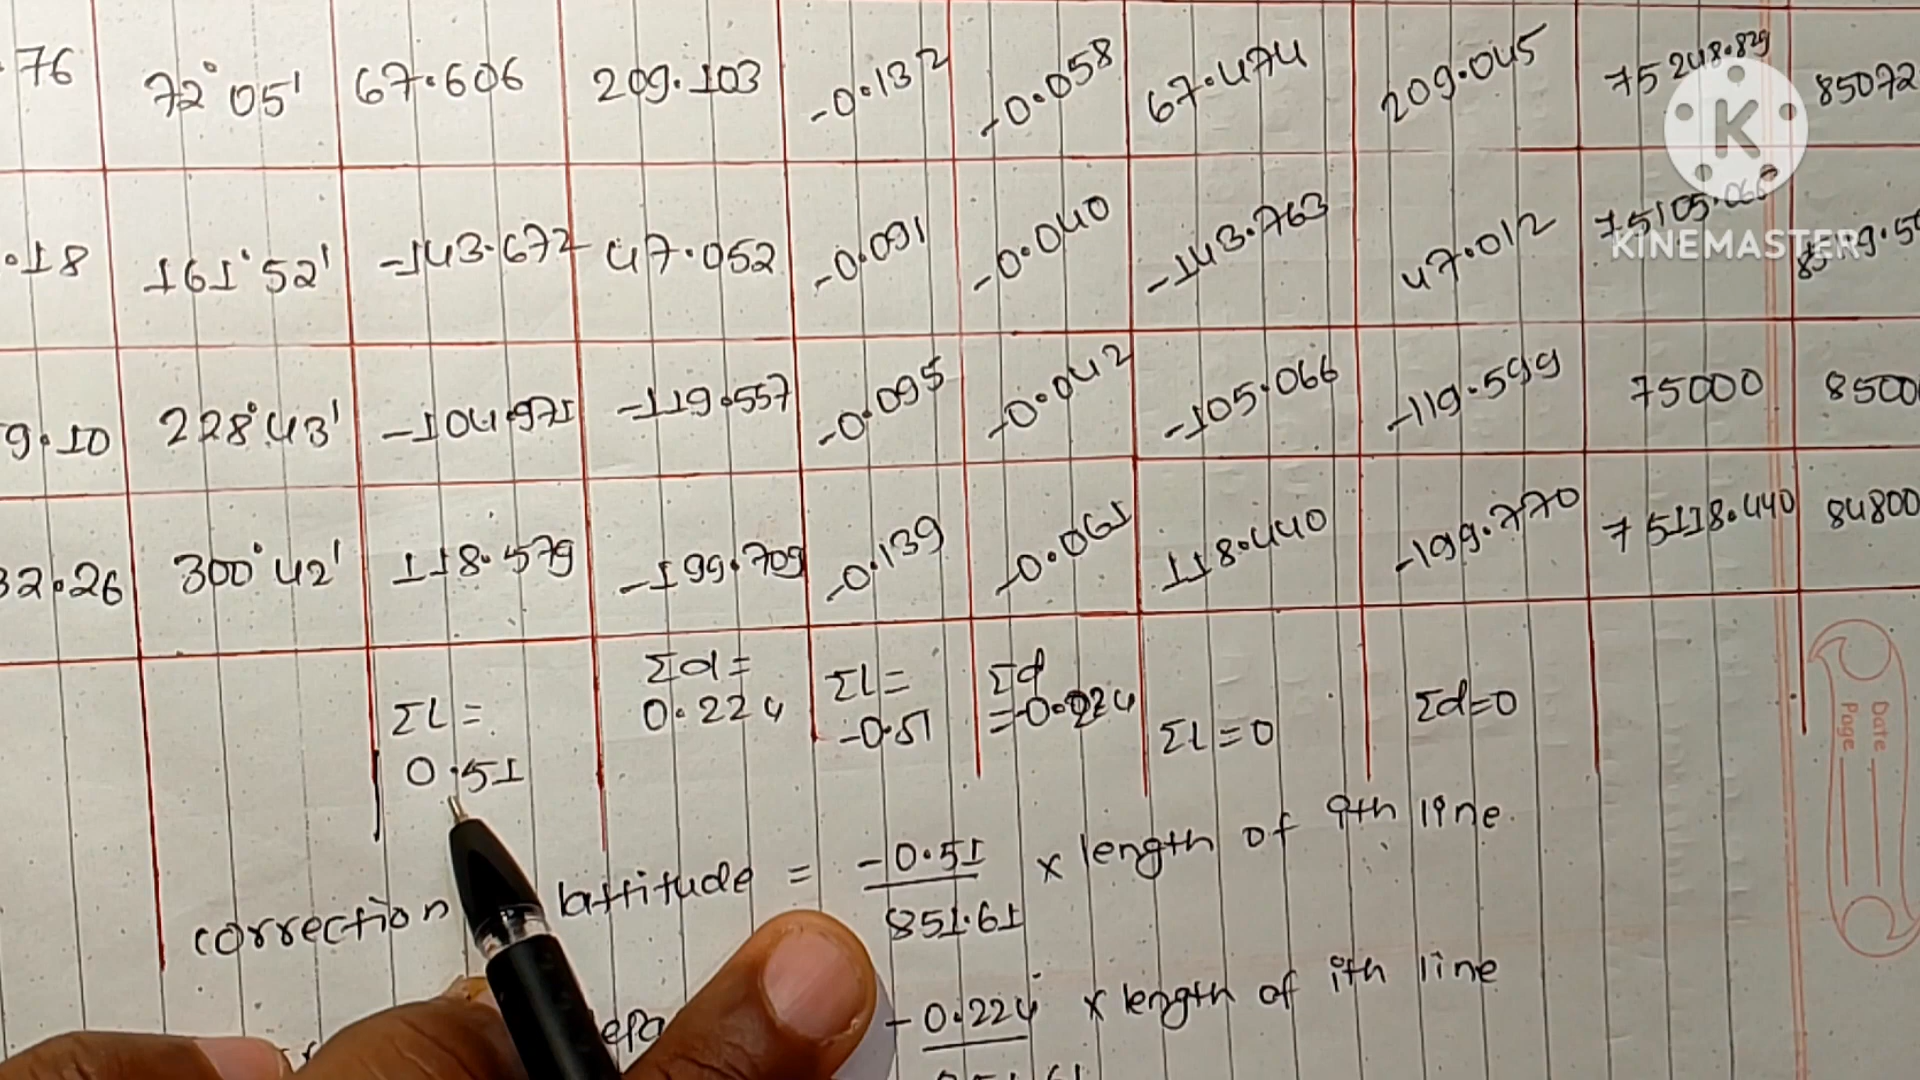 .76 72°05' 67.606 209.103 -0.132 -0.058 67.474 209.045 75248.829 85072
.18 161°52' -143.672 47.052 -0.091 -0.040 -143.763 47.012 75105.066
9.10 228°43' -104.971 -119.557 -0.095 -0.042 -105.066 -119.599 75000 8500
32.26 300°42' 118.579 -199.709 -0.139 -0.061 118.440 -199.770 75118.440 84800
ΣL = 0.51 Σd = 0.224 ΣL = -0.51 Σd = -0.224 ΣL = 0 Σd = 0
K
KINEMASTER
Date
Page
correction lattitude = -0.51 / 851.61 x length of ith line
epa -0.224 x length of ith line